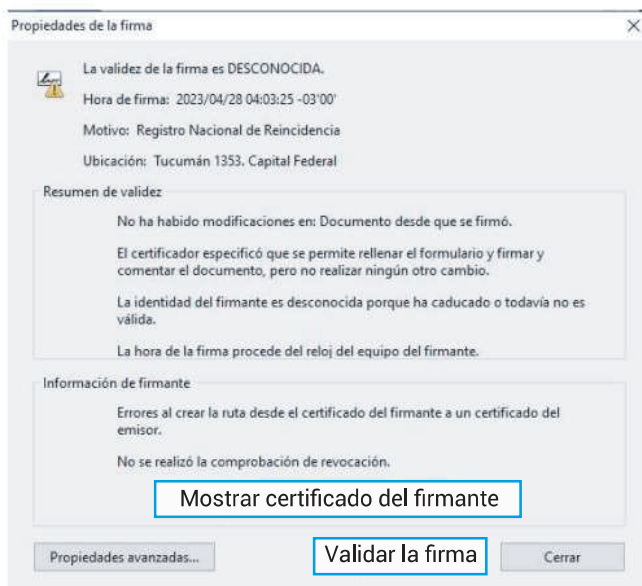 Propiedades de la firma
La validez de la firma es DESCONOCIDA.
Hora de firma: 2023/04/28 04:03:25 -03'00'
Motivo: Registro Nacional de Reincidencia
Ubicación: Tucumán 1353. Capital Federal
Resumen de validez
No ha habido modificaciones en: Documento desde que se firmó.
El certificador especificó que se permite rellenar el formulario y firmar y
comentar el documento, pero no realizar ningún otro cambio.
La identidad del firmante es desconocida porque ha caducado o todavía no es
válida.
La hora de la firma procede del reloj del equipo del firmante.
Información de firmante
Errores al crear la ruta desde el certificado del firmante a un certificado del
emisor.
No se realizó la comprobación de revocación.
Mostrar certificado del firmante
Propiedades avanzadas...
Validar la firma
Cerrar